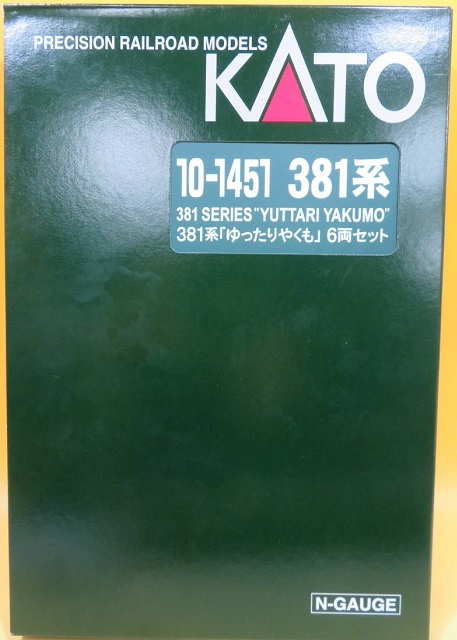 PRECISION RAILROAD MODELS
KATO
10-1451 381系
381 SERIES "YUTTARI YAKUMO"
381系「ゆったりやくも」 6両セット
N-GAUGE